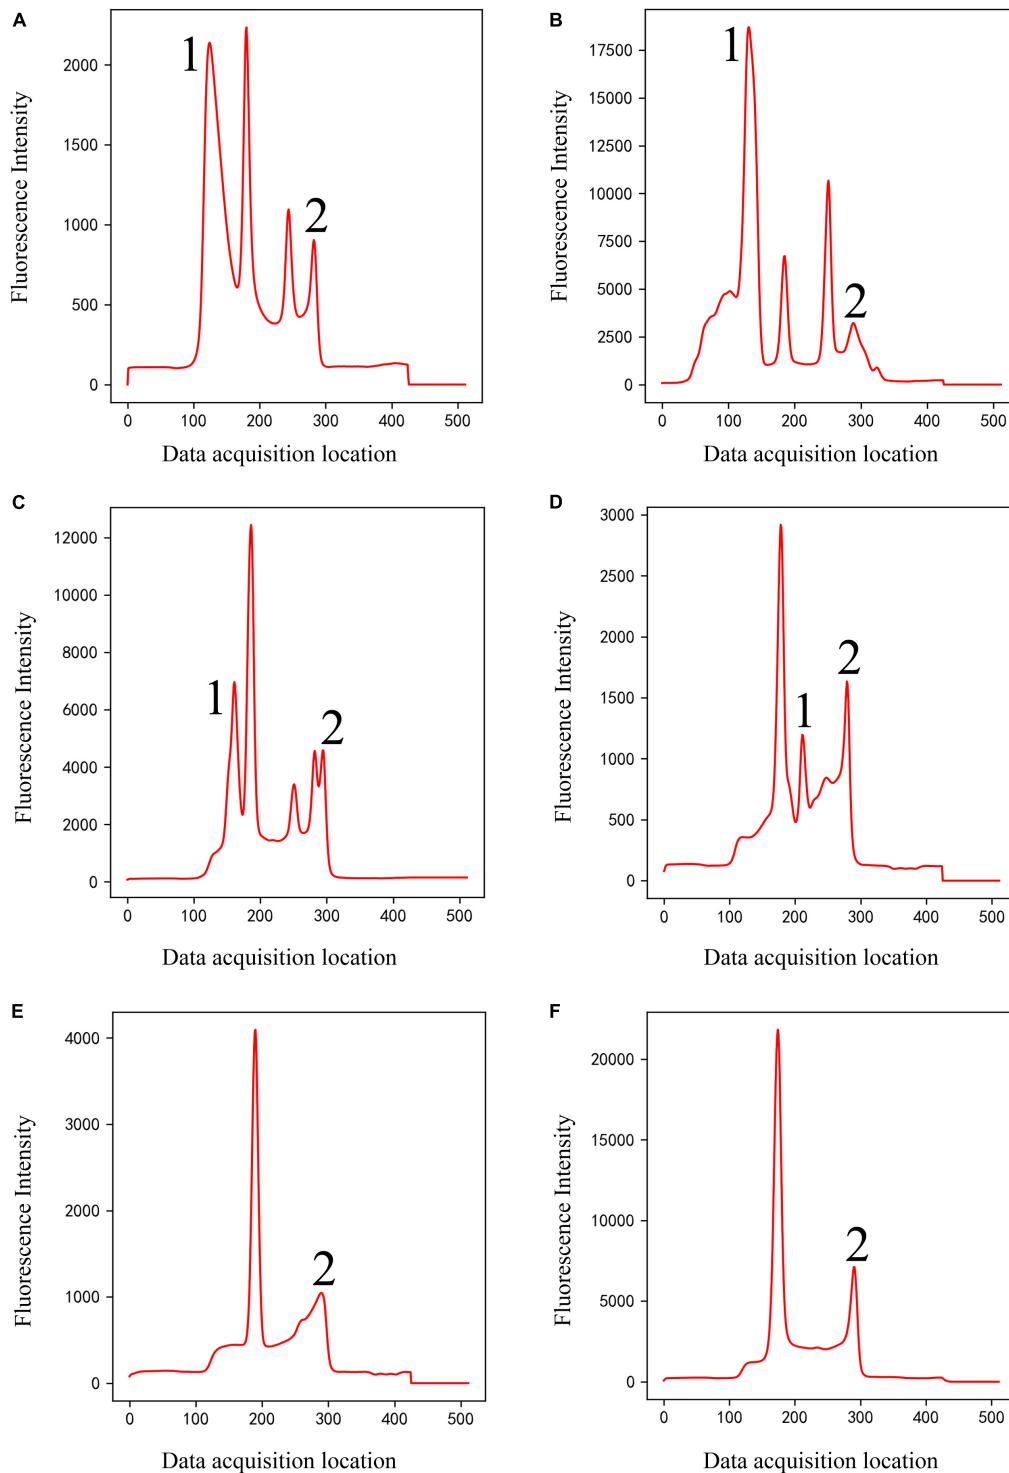 A
1
2
2000
1500
1000
500
0
Fluorescence Intensity
0 100 200 300 400 500
Data acquisition location
B
1
2
17500
15000
12500
10000
7500
5000
2500
0
Fluorescence Intensity
0 100 200 300 400 500
Data acquisition location
C
1
2
12000
10000
8000
6000
4000
2000
0
Fluorescence Intensity
0 100 200 300 400 500
Data acquisition location
D
2
1
3000
2500
2000
1500
1000
500
0
Fluorescence Intensity
0 100 200 300 400 500
Data acquisition location
E
2
4000
3000
2000
1000
0
Fluorescence Intensity
0 100 200 300 400 500
Data acquisition location
F
2
20000
15000
10000
5000
0
Fluorescence Intensity
0 100 200 300 400 500
Data acquisition location